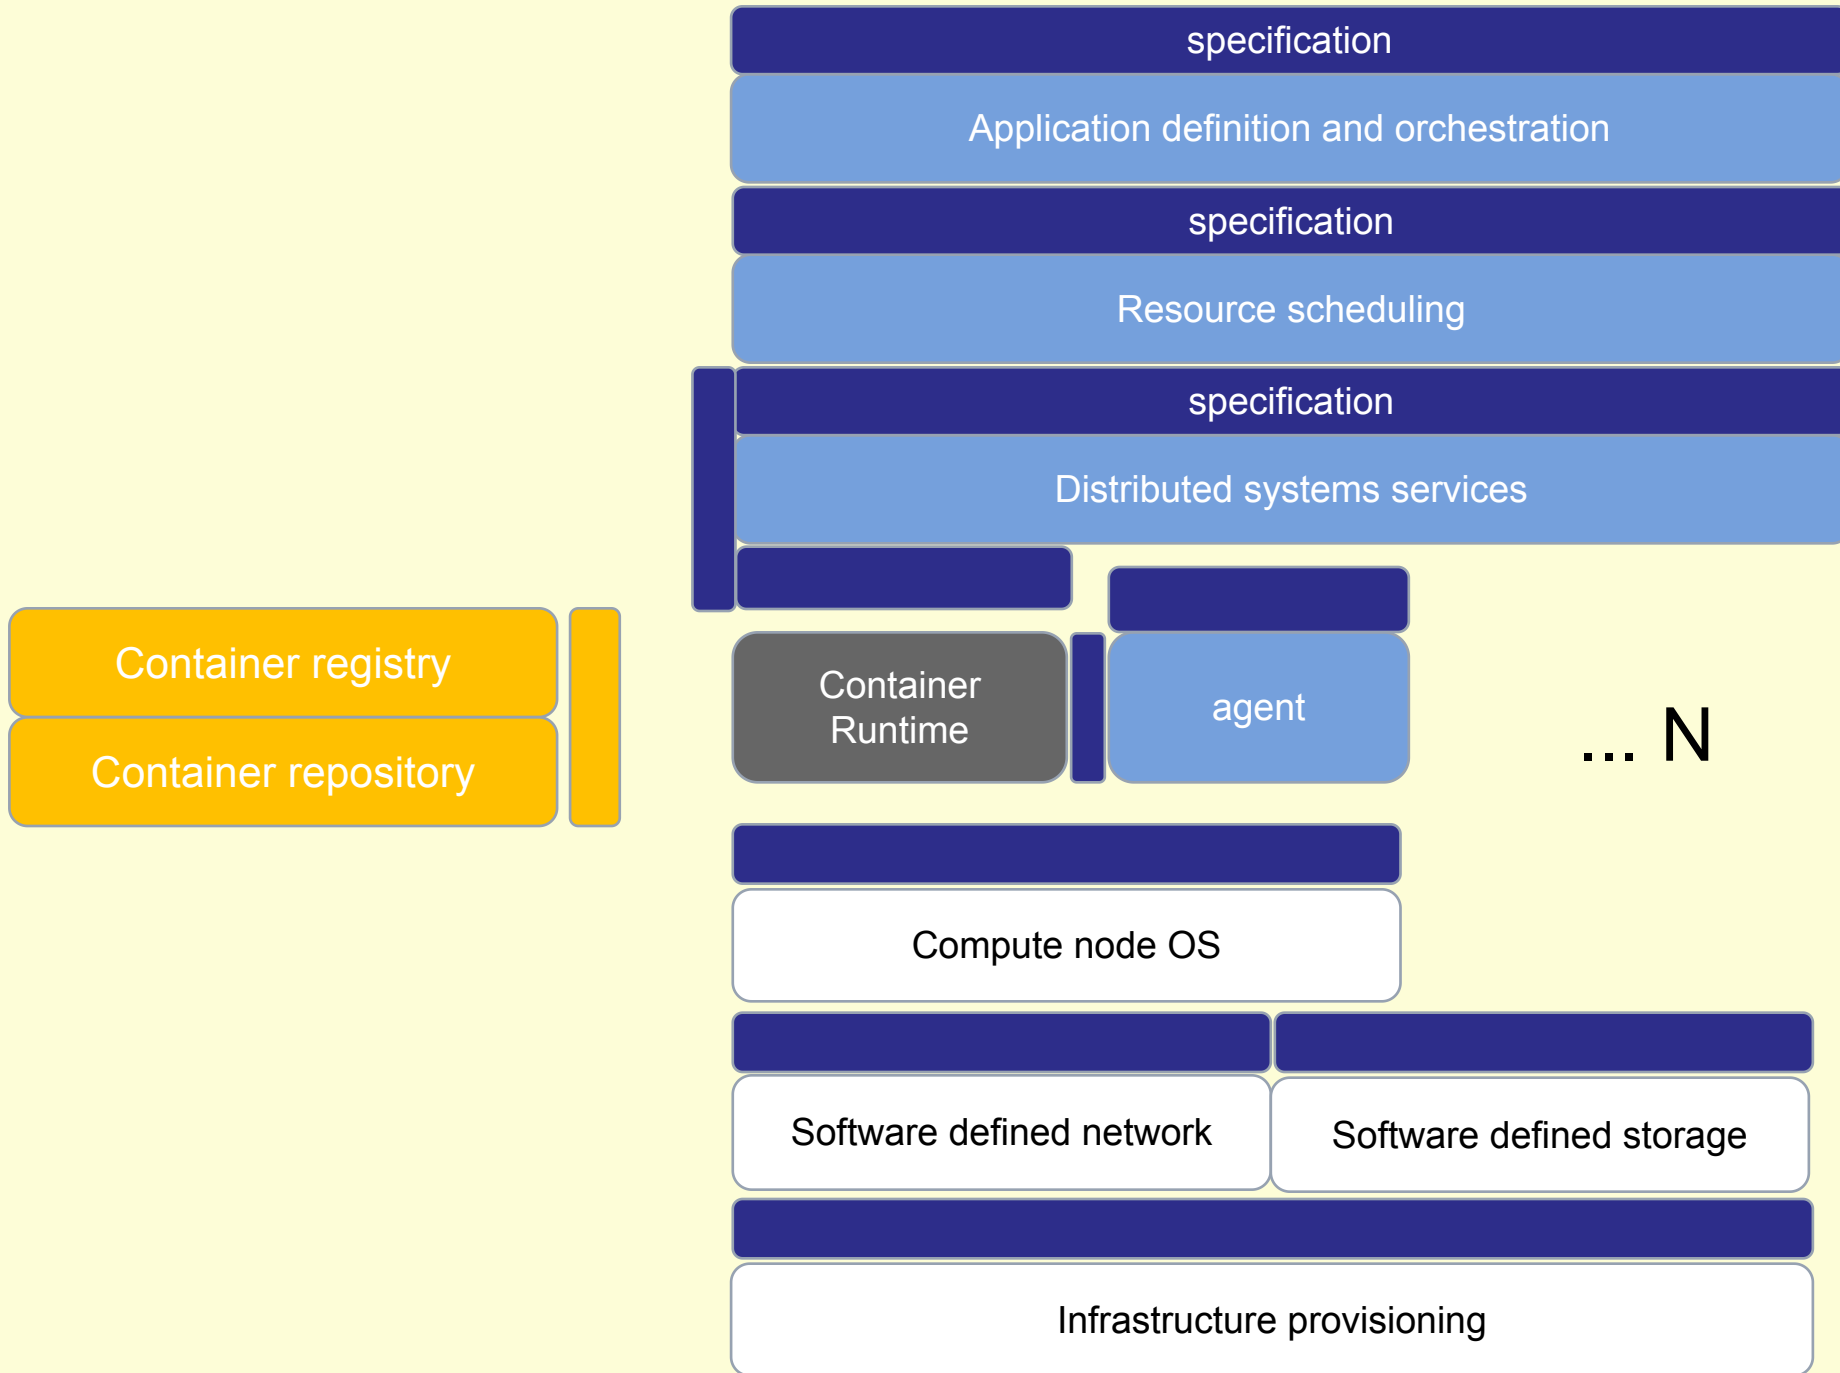 specification
Application definition and orchestration
specification
Resource scheduling
specification
Distributed systems services
Container registry
Container repository
Container
Runtime
agent
... N
Compute node OS
Software defined network
Software defined storage
Infrastructure provisioning